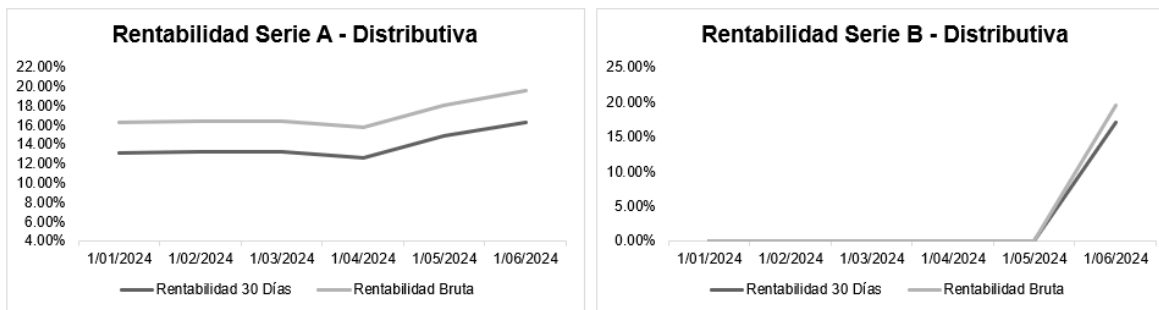 Rentabilidad Serie A - Distributiva
22.00%
20.00%
18.00%
16.00%
14.00%
12.00%
10.00%
8.00%
6.00%
4.00%
1/01/2024 1/02/2024 1/03/2024 1/04/2024 1/05/2024 1/06/2024
Rentabilidad 30 Días Rentabilidad Bruta
Rentabilidad Serie B - Distributiva
25.00%
20.00%
15.00%
10.00%
5.00%
0.00%
1/01/2024 1/02/2024 1/03/2024 1/04/2024 1/05/2024 1/06/2024
Rentabilidad 30 Días Rentabilidad Bruta